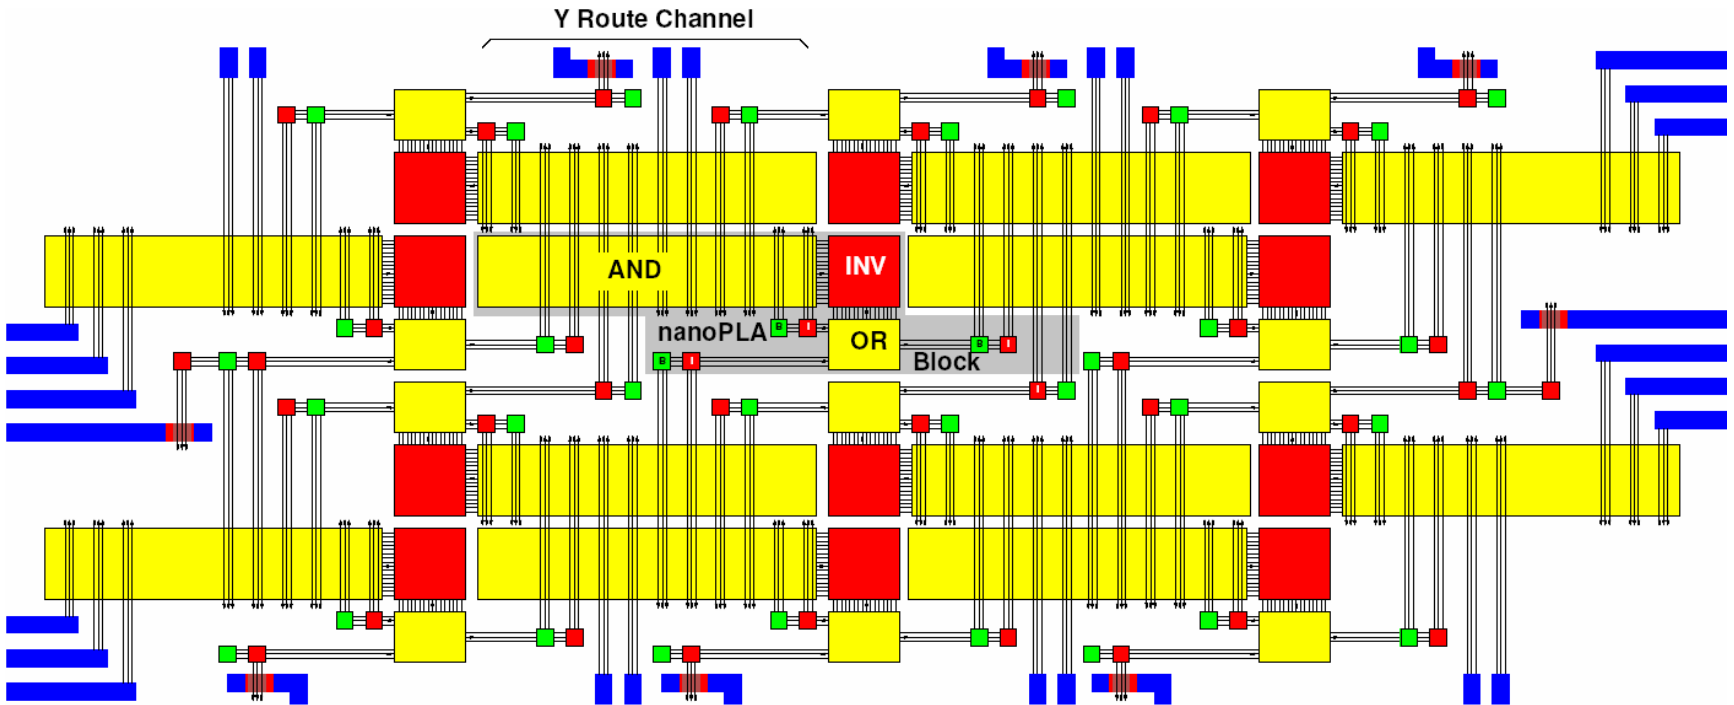 Y Route Channel
AND
INV
nanoPLA
B
I
OR
B
I
B
I
Block
I